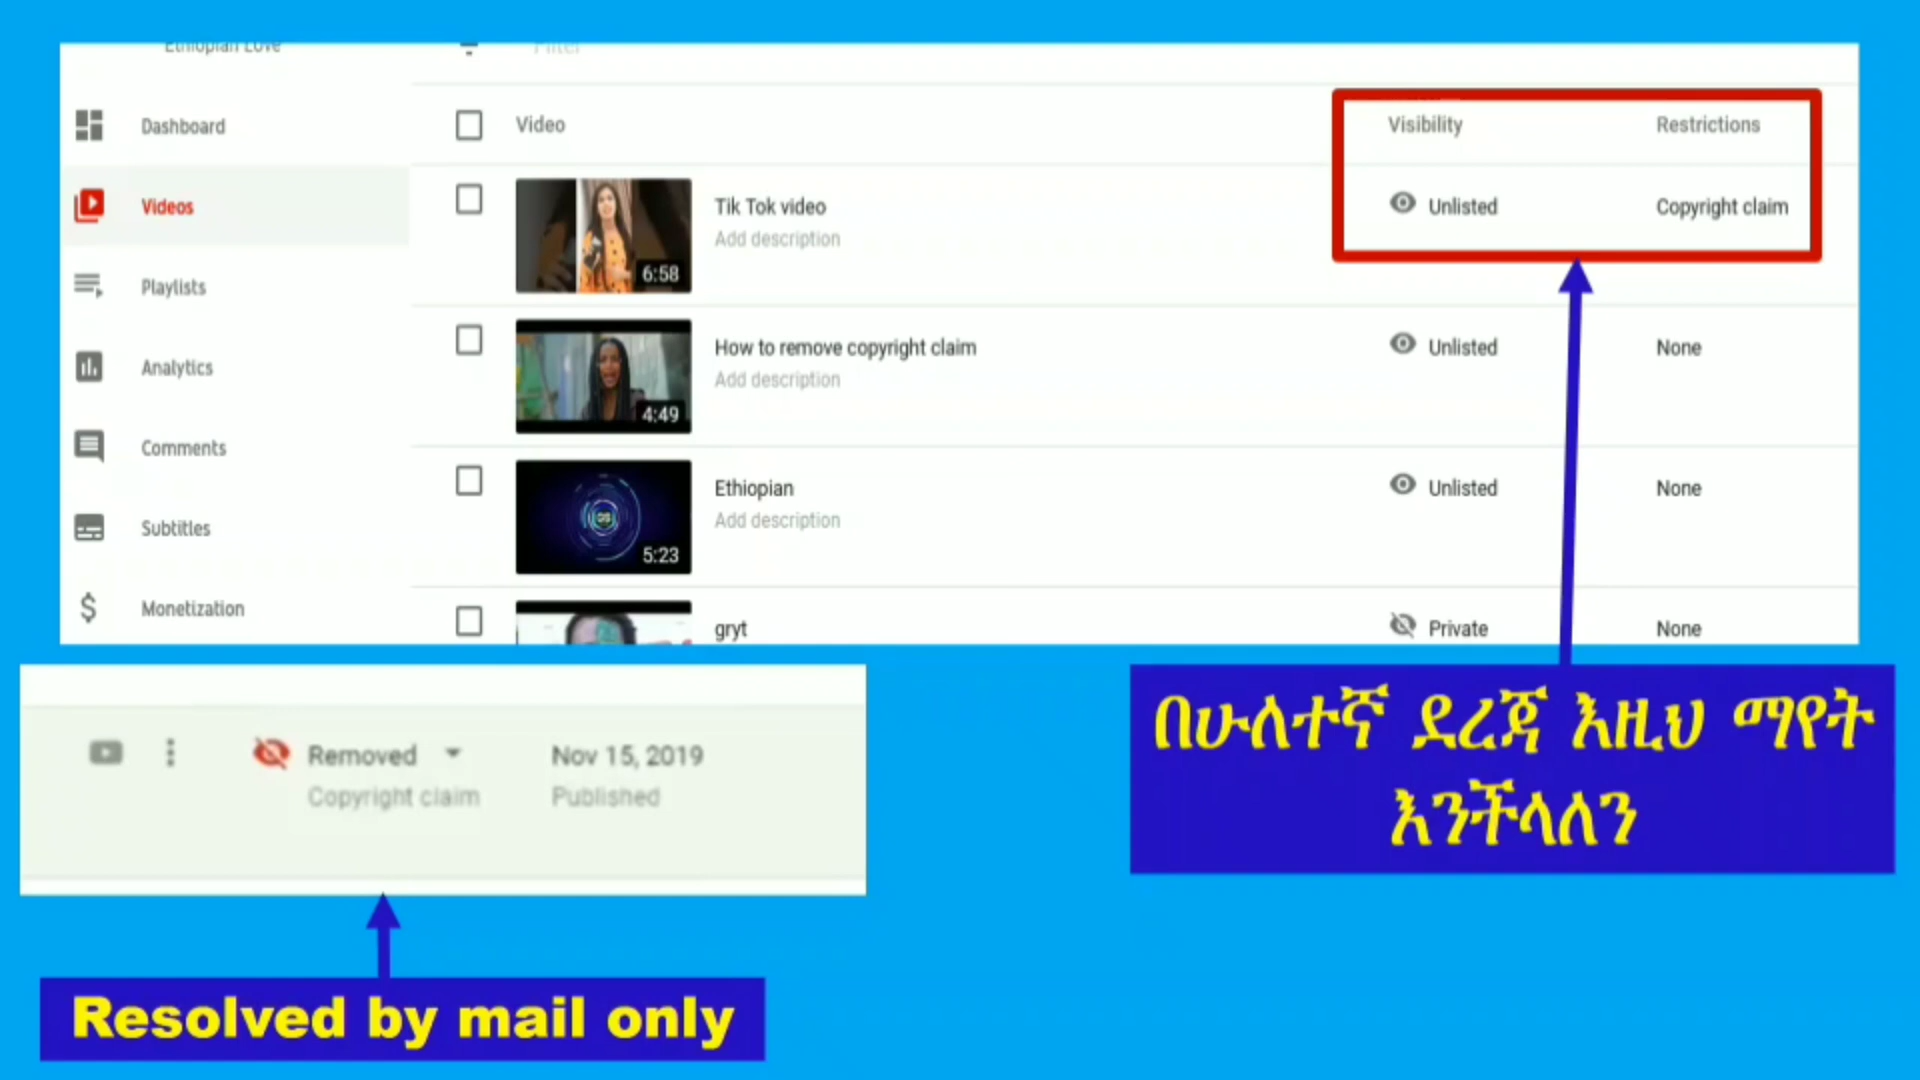 Ethiopian Love
Filter
Dashboard
Video
Visibility
Restrictions
Videos
6:58
Tik Tok video
Add description
Unlisted
Copyright claim
Playlists
Analytics
4:49
How to remove copyright claim
Add description
Unlisted
None
Comments
Subtitles
5:23
Ethiopian
Add description
Unlisted
None
Monetization
gryt
Private
None
Removed
Copyright claim
Nov 15, 2019
Published
Resolved by mail only
በሁለተኛ ደረጃ እዚህ ማየት
እንችላለን